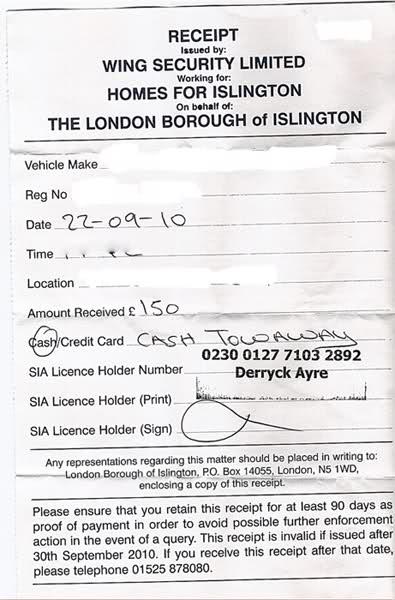 RECEIPT
Issued by:
WING SECURITY LIMITED
Working for:
HOMES FOR ISLINGTON
On behalf of:
THE LONDON BOROUGH of ISLINGTON
Vehicle Make
Reg No
Date 22-09-10
Time
Location
Amount Received £150
Cash/Credit Card CASH TOWAWAY
0230 0127 7103 2892
SIA Licence Holder Number Derryck Ayre
SIA Licence Holder (Print)
SIA Licence Holder (Sign)
Any representations regarding this matter should be placed in writing to:
London Borough of Islington, P.O. Box 14055, London, N5 1WD,
enclosing a copy of this receipt.
Please ensure that you retain this receipt for at least 90 days as
proof of payment in order to avoid possible further enforcement
action in the event of a query. This receipt is invalid if issued after
30th September 2010. If you receive this receipt after that date,
please telephone 01525 878080.